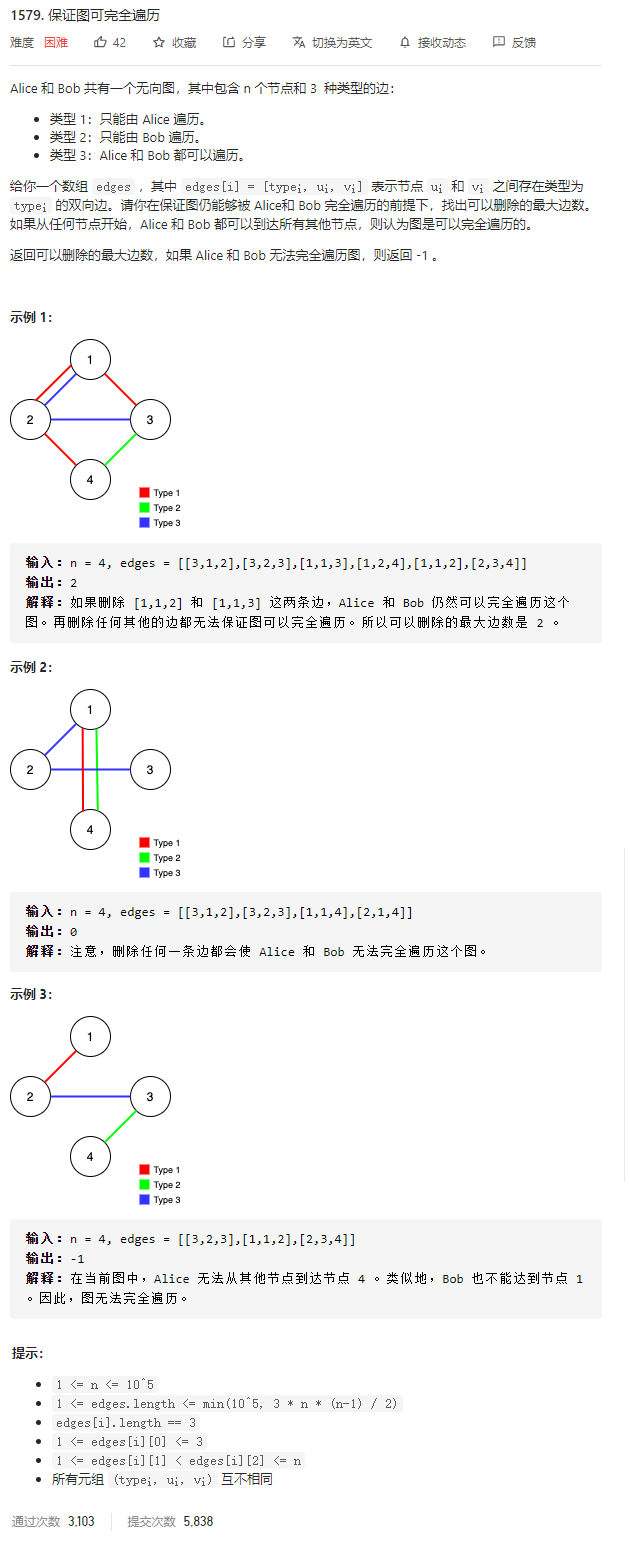 1579. 保证图可完全遍历
难度 困难 42 收藏 分享 切换为英文 接收动态 反馈
Alice 和 Bob 共有一个无向图，其中包含 n 个节点和 3 种类型的边：
类型 1：只能由 Alice 遍历。
类型 2：只能由 Bob 遍历。
类型 3：Alice 和 Bob 都可以遍历。
给你一个数组 edges ，其中 edges[i] = [typeᵢ, uᵢ, vᵢ] 表示节点 uᵢ 和 vᵢ 之间存在类型为
typeᵢ 的双向边。请你在保证图仍能够被 Alice和 Bob 完全遍历的前提下，找出可以删除的最大边数。
如果从任何节点开始，Alice 和 Bob 都可以到达所有其他节点，则认为图是可以完全遍历的。
返回可以删除的最大边数，如果 Alice 和 Bob 无法完全遍历图，则返回 -1 。
示例 1：
1
2
3
4
Type 1
Type 2
Type 3
输入：n = 4, edges = [[3,1,2],[3,2,3],[1,1,3],[1,2,4],[1,1,2],[2,3,4]]
输出：2
解释：如果删除 [1,1,2] 和 [1,1,3] 这两条边，Alice 和 Bob 仍然可以完全遍历这个
图。再删除任何其他的边都无法保证图可以完全遍历。所以可以删除的最大边数是 2 。
示例 2：
1
2
3
4
Type 1
Type 2
Type 3
输入：n = 4, edges = [[3,1,2],[3,2,3],[1,1,4],[2,1,4]]
输出：0
解释：注意，删除任何一条边都会使 Alice 和 Bob 无法完全遍历这个图。
示例 3：
1
2
3
4
Type 1
Type 2
Type 3
输入：n = 4, edges = [[3,2,3],[1,1,2],[2,3,4]]
输出：-1
解释：在当前图中，Alice 无法从其他节点到达节点 4 。类似地，Bob 也不能达到节点 1
。因此，图无法完全遍历。
提示：
1 <= n <= 10^5
1 <= edges.length <= min(10^5, 3 * n * (n-1) / 2)
edges[i].length == 3
1 <= edges[i][0] <= 3
1 <= edges[i][1] < edges[i][2] <= n
所有元组 (typeᵢ, uᵢ, vᵢ) 互不相同
通过次数 3,103 提交次数 5,838